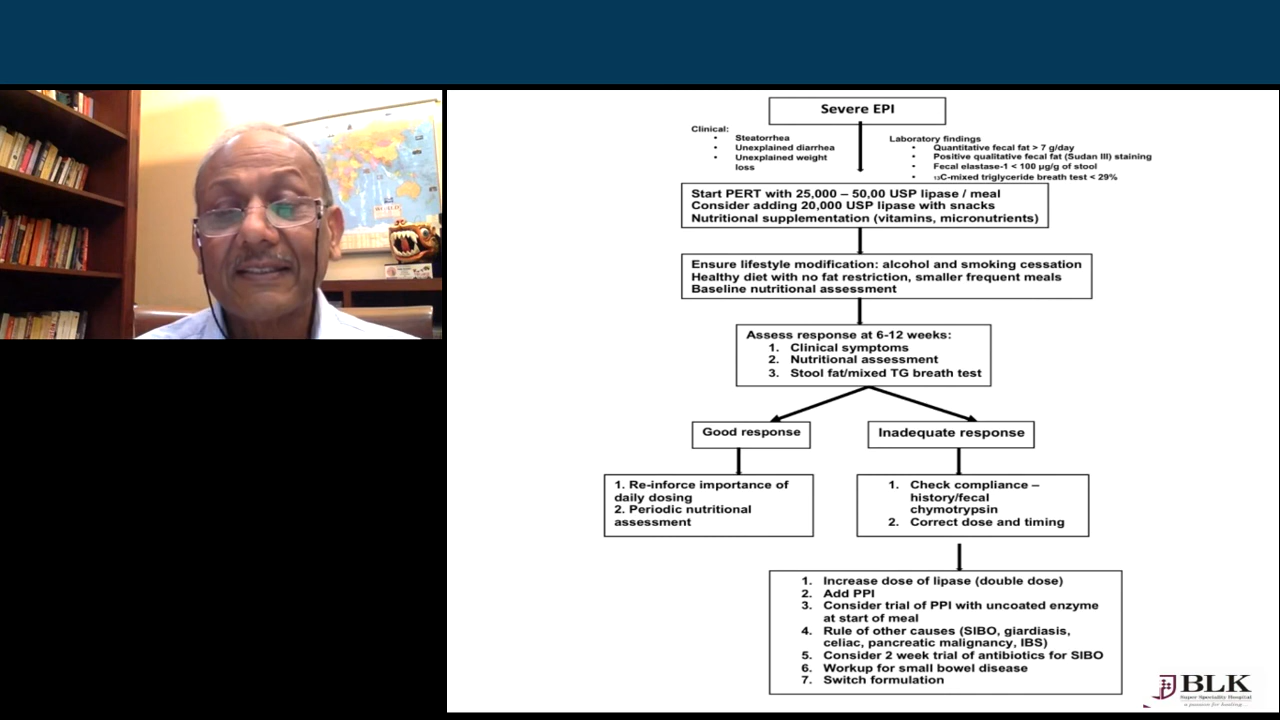 Severe EPI
Clinical:
• Steatorrhea
• Unexplained diarrhea
• Unexplained weight
loss
Laboratory findings
• Quantitative fecal fat > 7 g/day
• Positive qualitative fecal fat (Sudan III) staining
• Fecal elastase-1 < 100 µg/g of stool
• 13C-mixed triglyceride breath test < 29%
Start PERT with 25,000 – 50,00 USP lipase / meal
Consider adding 20,000 USP lipase with snacks
Nutritional supplementation (vitamins, micronutrients)
Ensure lifestyle modification: alcohol and smoking cessation
Healthy diet with no fat restriction, smaller frequent meals
Baseline nutritional assessment
Assess response at 6-12 weeks:
1. Clinical symptoms
2. Nutritional assessment
3. Stool fat/mixed TG breath test
Good response
Inadequate response
1. Re-inforce importance of
daily dosing
2. Periodic nutritional
assessment
1. Check compliance –
history/fecal
chymotrypsin
2. Correct dose and timing
1. Increase dose of lipase (double dose)
2. Add PPI
3. Consider trial of PPI with uncoated enzyme
at start of meal
4. Rule of other causes (SIBO, giardiasis,
celiac, pancreatic malignancy, IBS)
5. Consider 2 week trial of antibiotics for SIBO
6. Workup for small bowel disease
7. Switch formulation
BLK
Super Speciality Hospital
a passion for healing...